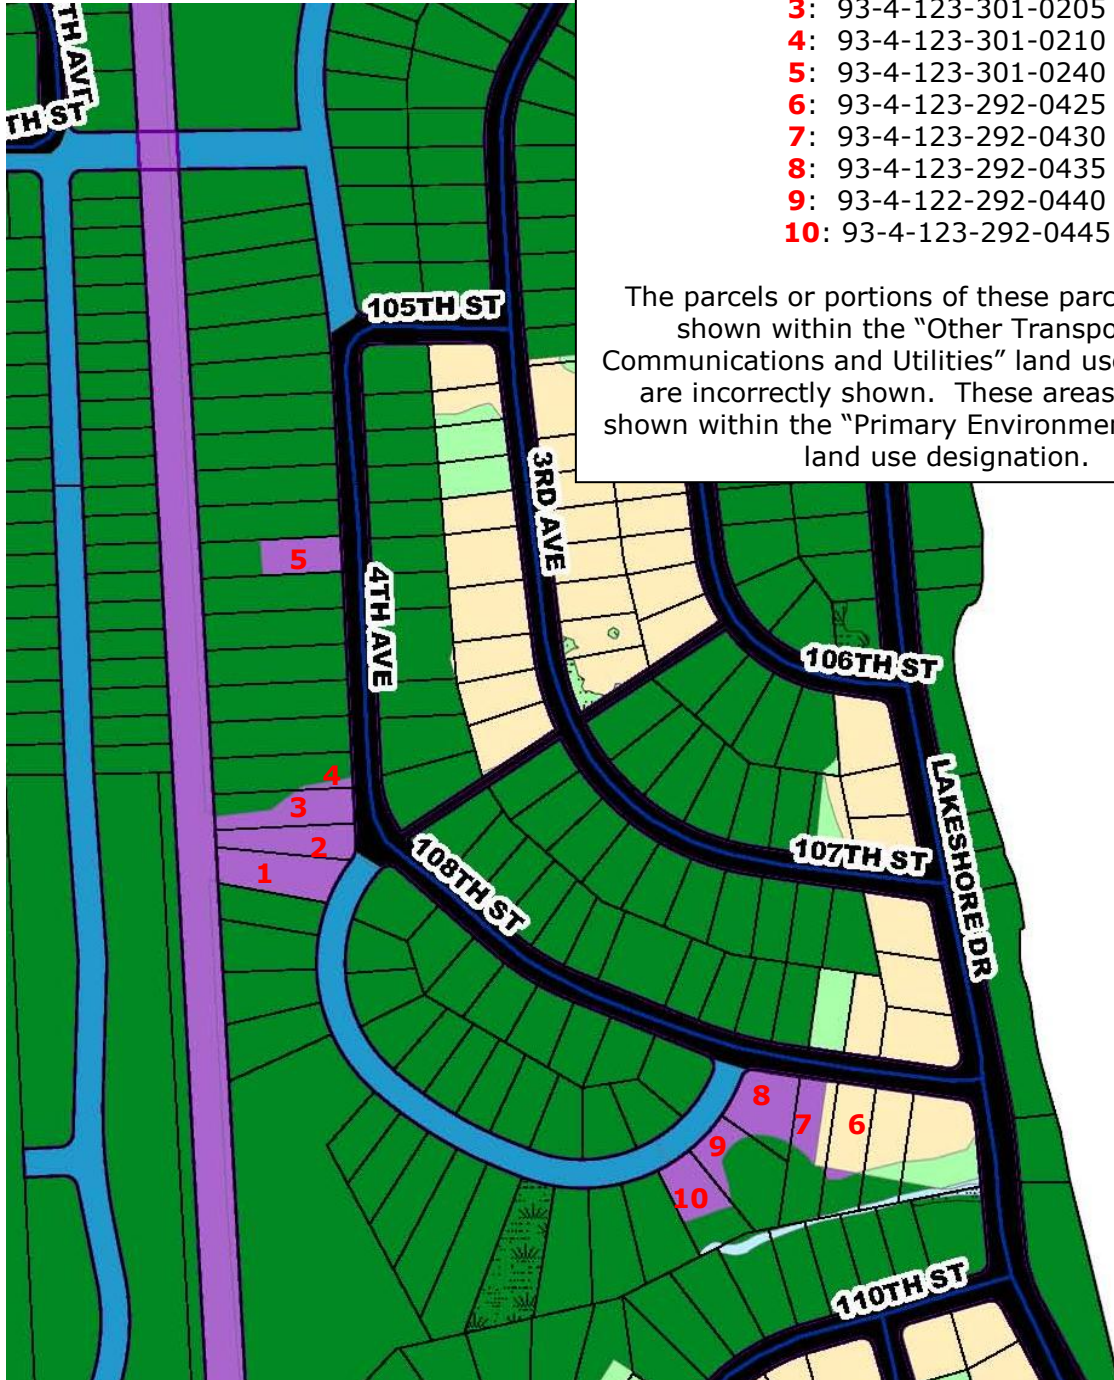 3: 93-4-123-301-0205
4: 93-4-123-301-0210
5: 93-4-123-301-0240
6: 93-4-123-292-0425
7: 93-4-123-292-0430
8: 93-4-123-292-0435
9: 93-4-122-292-0440
10: 93-4-123-292-0445
The parcels or portions of these parc
shown within the “Other Transpo
Communications and Utilities” land use
are incorrectly shown. These areas
shown within the “Primary Environmen
land use designation.
TH AVE
TH ST
105TH ST
3RD AVE
4TH AVE
106TH ST
LAKESHORE DR
107TH ST
108TH ST
110TH ST
5
4
3
2
1
8
7
6
9
10